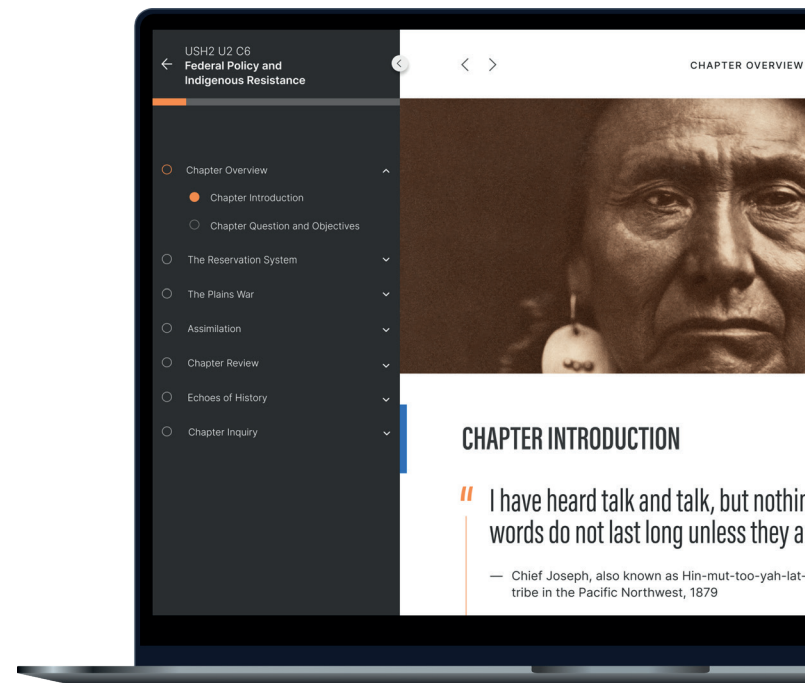 USH2 U2 C6
Federal Policy and
Indigenous Resistance
Chapter Overview
Chapter Introduction
Chapter Question and Objectives
The Reservation System
The Plains War
Assimilation
Chapter Review
Echoes of History
Chapter Inquiry
CHAPTER OVERVIEW
CHAPTER INTRODUCTION
" I have heard talk and talk, but nothin
words do not last long unless they a
— Chief Joseph, also known as Hin-mut-too-yah-lat-
tribe in the Pacific Northwest, 1879